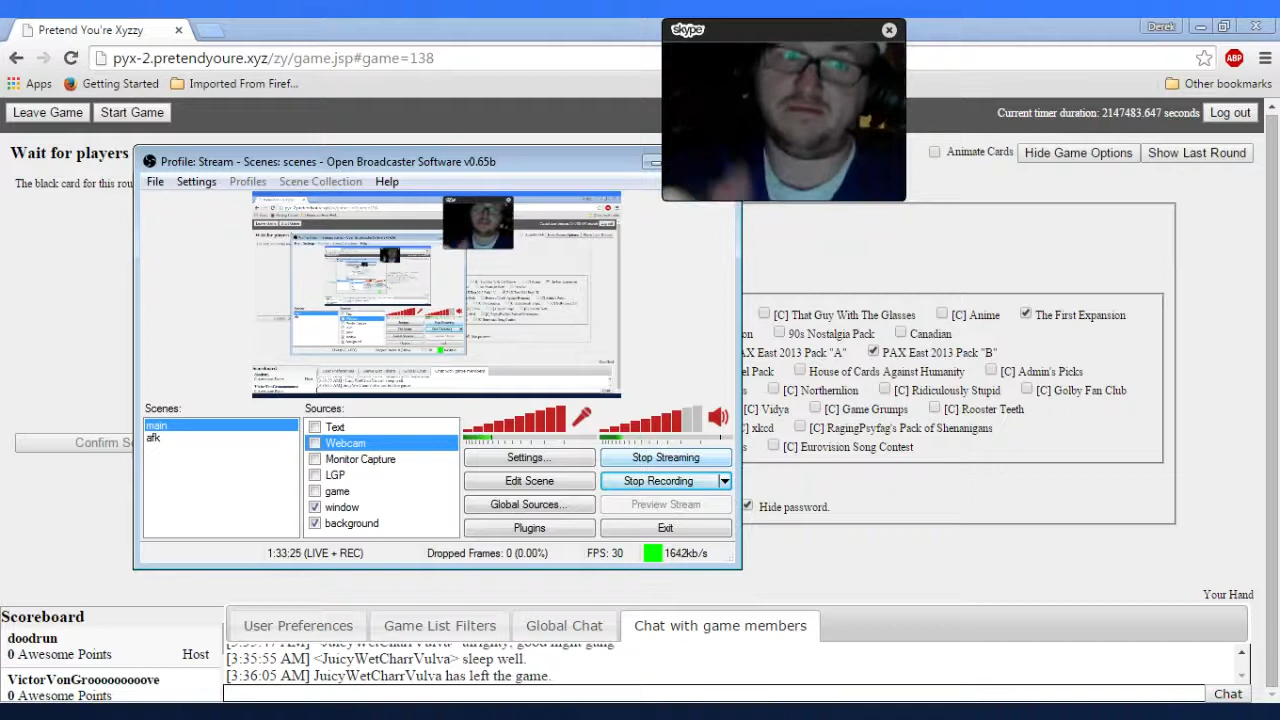 Pretend You're Xyzzy
Derek
skype
pyx-2.pretendyoure.xyz/zy/game.jsp#game=138
ABP
Apps Getting Started Imported From Firef... Other bookmarks
Leave Game Start Game Current timer duration: 2147483.647 seconds Log out
Wait for players
Animate Cards Hide Game Options Show Last Round
The black card for this rou
Profile: Stream - Scenes: scenes - Open Broadcaster Software v0.65b
File Settings Profiles Scene Collection Help
[C] That Guy With The Glasses [C] Anime The First Expansion
on 90s Nostalgia Pack Canadian
AX East 2013 Pack "A" PAX East 2013 Pack "B"
el Pack House of Cards Against Humanity [C] Admin's Picks
[C] Northernlion [C] Ridiculously Stupid [C] Golby Fan Club
] Vidya [C] Game Grumps [C] Rooster Teeth
xkcd [C] RagingPsyfag's Pack of Shenanigans
s [C] Eurovision Song Contest
Hide password.
Confirm Se
Scenes:
main
afk
Sources:
Text
Webcam
Monitor Capture
LGP
game
window
background
Settings... Stop Streaming
Edit Scene Stop Recording
Global Sources... Preview Stream
Plugins Exit
1:33:25 (LIVE + REC) Dropped Frames: 0 (0.00%) FPS: 30 1642kb/s
Your Hand
Scoreboard
doodrun
0 Awesome Points Host
VictorVonGrooooooooove
0 Awesome Points
User Preferences Game List Filters Global Chat Chat with game members
[3:35:55 AM] <JuicyWetCharrVulva> sleep well.
[3:36:05 AM] JuicyWetCharrVulva has left the game.
Chat